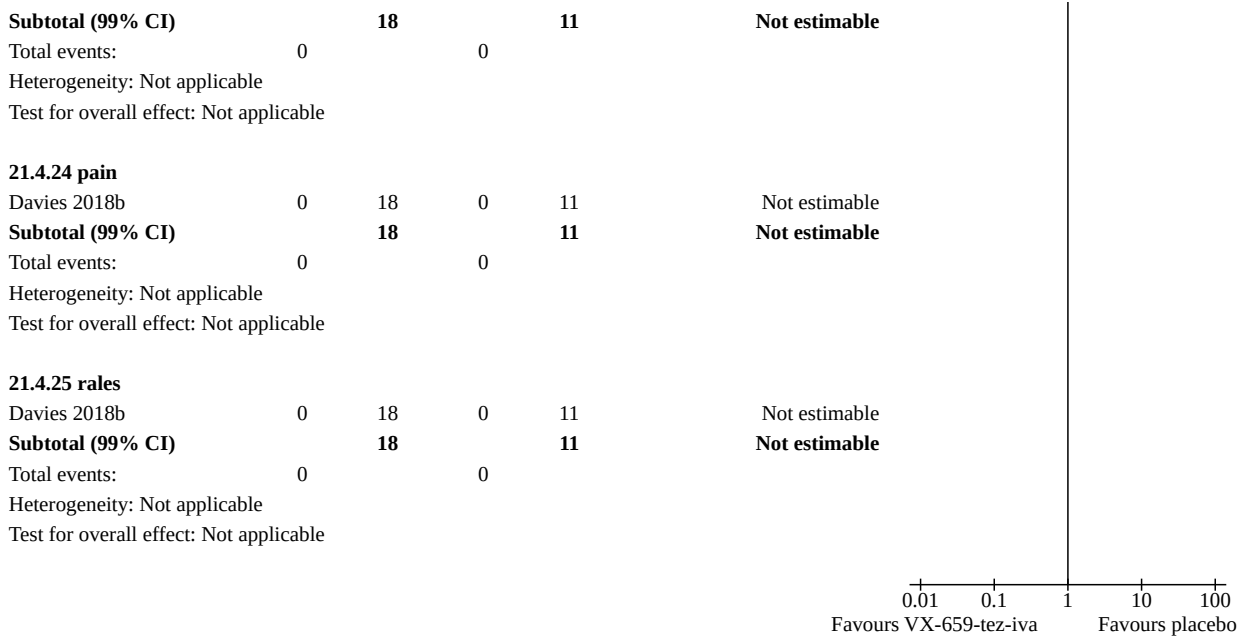 Subtotal (99% CI) 18 11 Not estimable
Total events: 0 0
Heterogeneity: Not applicable
Test for overall effect: Not applicable
21.4.24 pain
Davies 2018b 0 18 0 11 Not estimable
Subtotal (99% CI) 18 11 Not estimable
Total events: 0 0
Heterogeneity: Not applicable
Test for overall effect: Not applicable
21.4.25 rales
Davies 2018b 0 18 0 11 Not estimable
Subtotal (99% CI) 18 11 Not estimable
Total events: 0 0
Heterogeneity: Not applicable
Test for overall effect: Not applicable
0.01 0.1 1 10 100
Favours VX-659-tez-iva Favours placebo